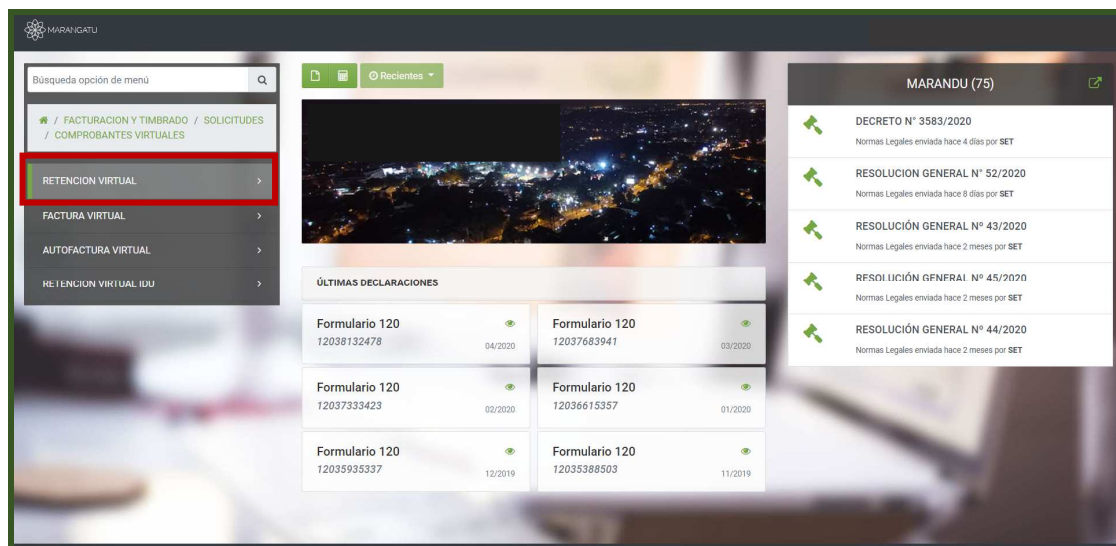 MARANGATU
Búsqueda opción de menú
/ FACTURACION Y TIMBRADO / SOLICITUDES
/ COMPROBANTES VIRTUALES
RETENCION VIRTUAL
FACTURA VIRTUAL
AUTOFACTURA VIRTUAL
RETENCION VIRTUAL IDU
Recientes
ÚLTIMAS DECLARACIONES
Formulario 120
12038132478
04/2020
Formulario 120
12037683941
03/2020
Formulario 120
12037333423
02/2020
Formulario 120
12036615357
01/2020
Formulario 120
12035935337
12/2019
Formulario 120
12035388503
11/2019
MARANDU (75)
DECRETO N° 3583/2020
Normas Legales enviada hace 4 días por SET
RESOLUCION GENERAL N° 52/2020
Normas Legales enviada hace 8 días por SET
RESOLUCIÓN GENERAL Nº 43/2020
Normas Legales enviada hace 2 meses por SET
RESOLUCIÓN GENERAL Nº 45/2020
Normas Legales enviada hace 2 meses por SET
RESOLUCIÓN GENERAL Nº 44/2020
Normas Legales enviada hace 2 meses por SET